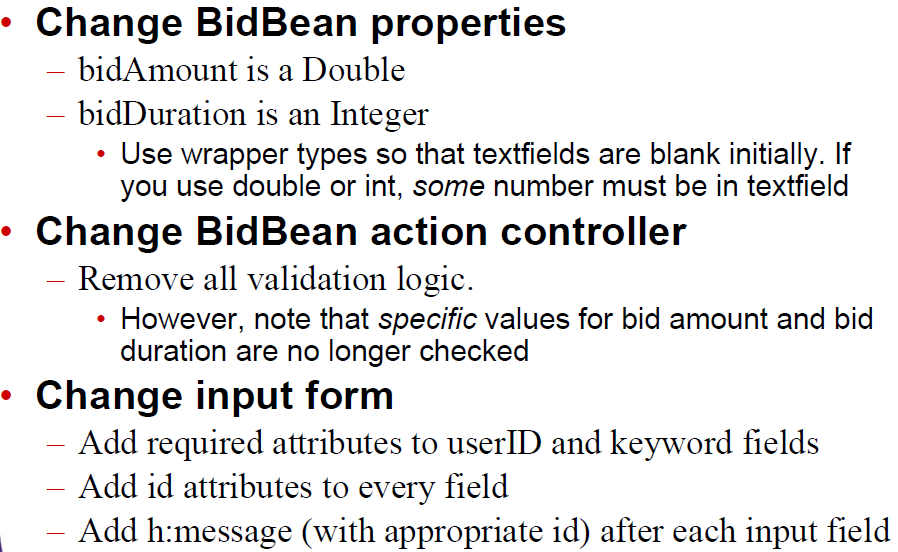 • Change BidBean properties
– bidAmount is a Double
– bidDuration is an Integer
• Use wrapper types so that textfields are blank initially. If
you use double or int, some number must be in textfield
• Change BidBean action controller
– Remove all validation logic.
• However, note that specific values for bid amount and bid
duration are no longer checked
• Change input form
– Add required attributes to userID and keyword fields
– Add id attributes to every field
– Add h:message (with appropriate id) after each input field